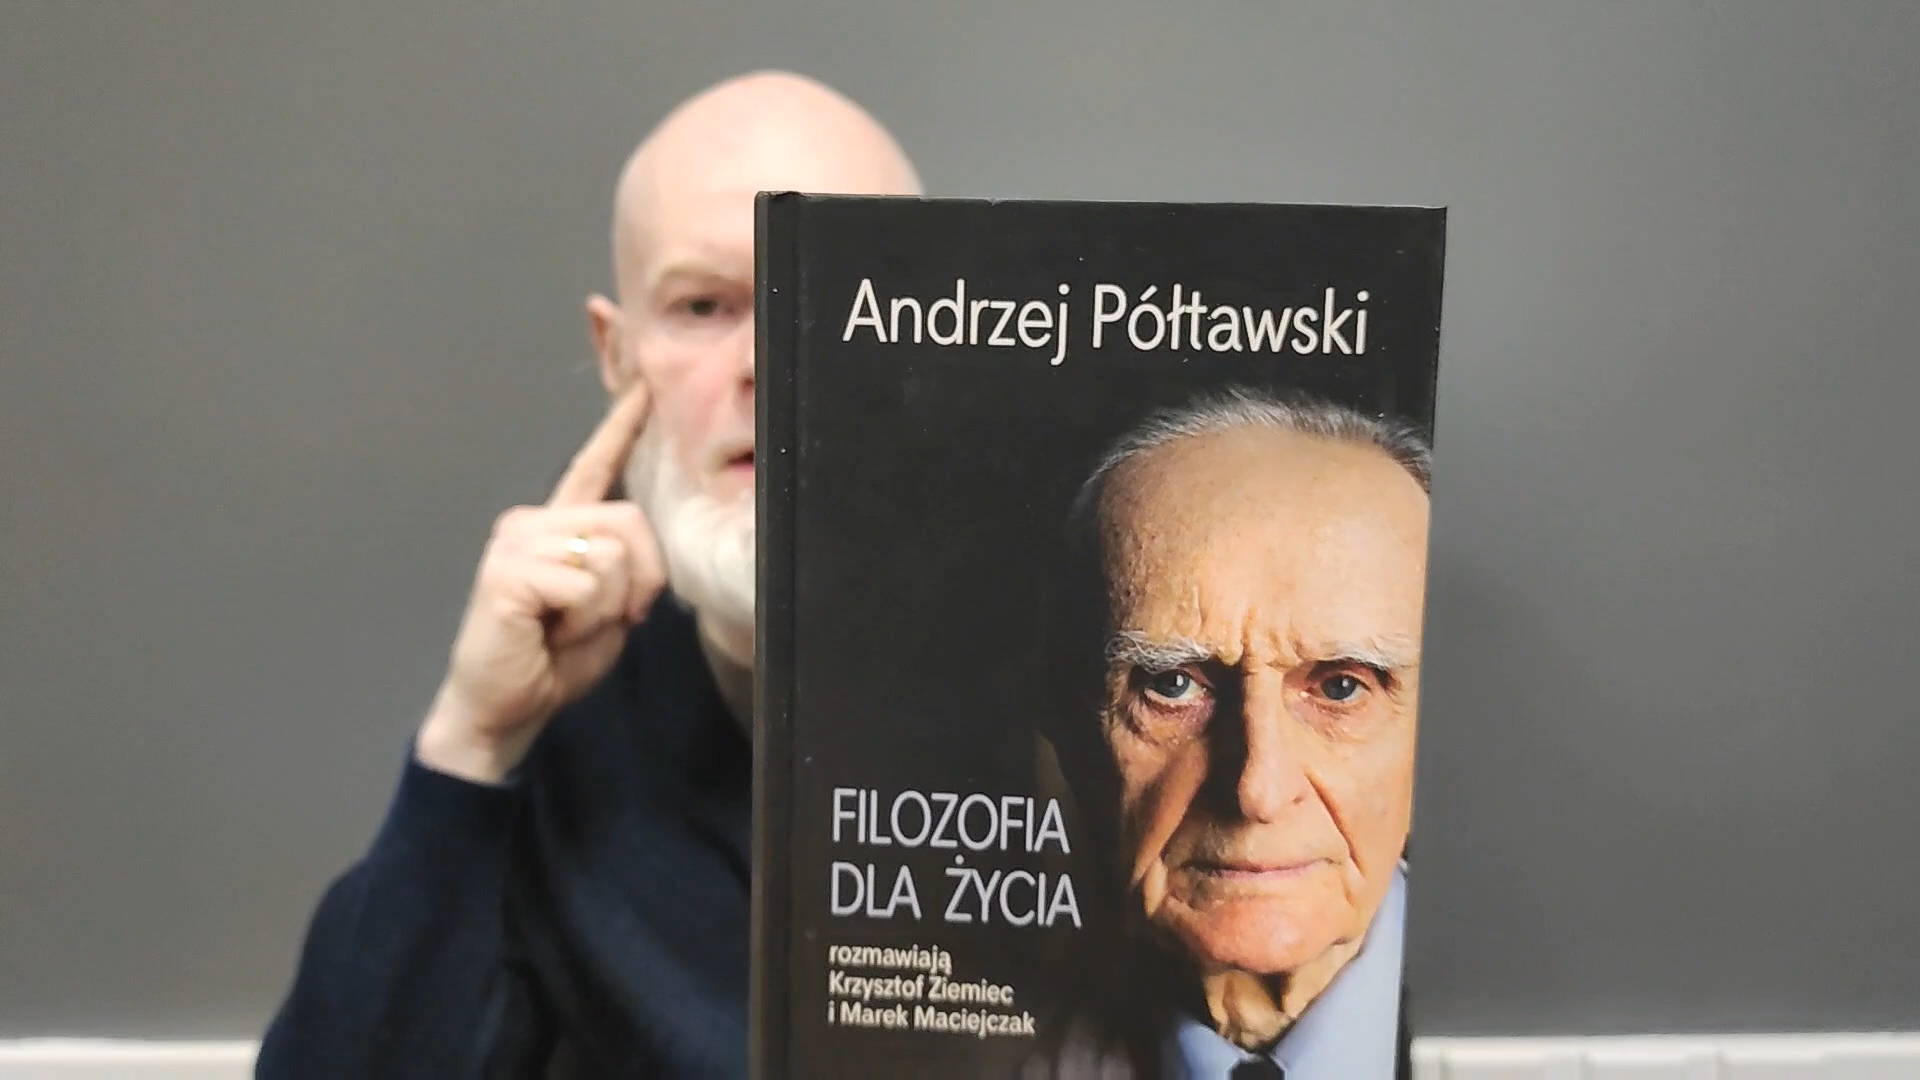 Andrzej Półtawski
FILOZOFIA
DLA ŻYCIA
rozmawiają
Krzysztof Ziemiec
i Marek Maciejczak